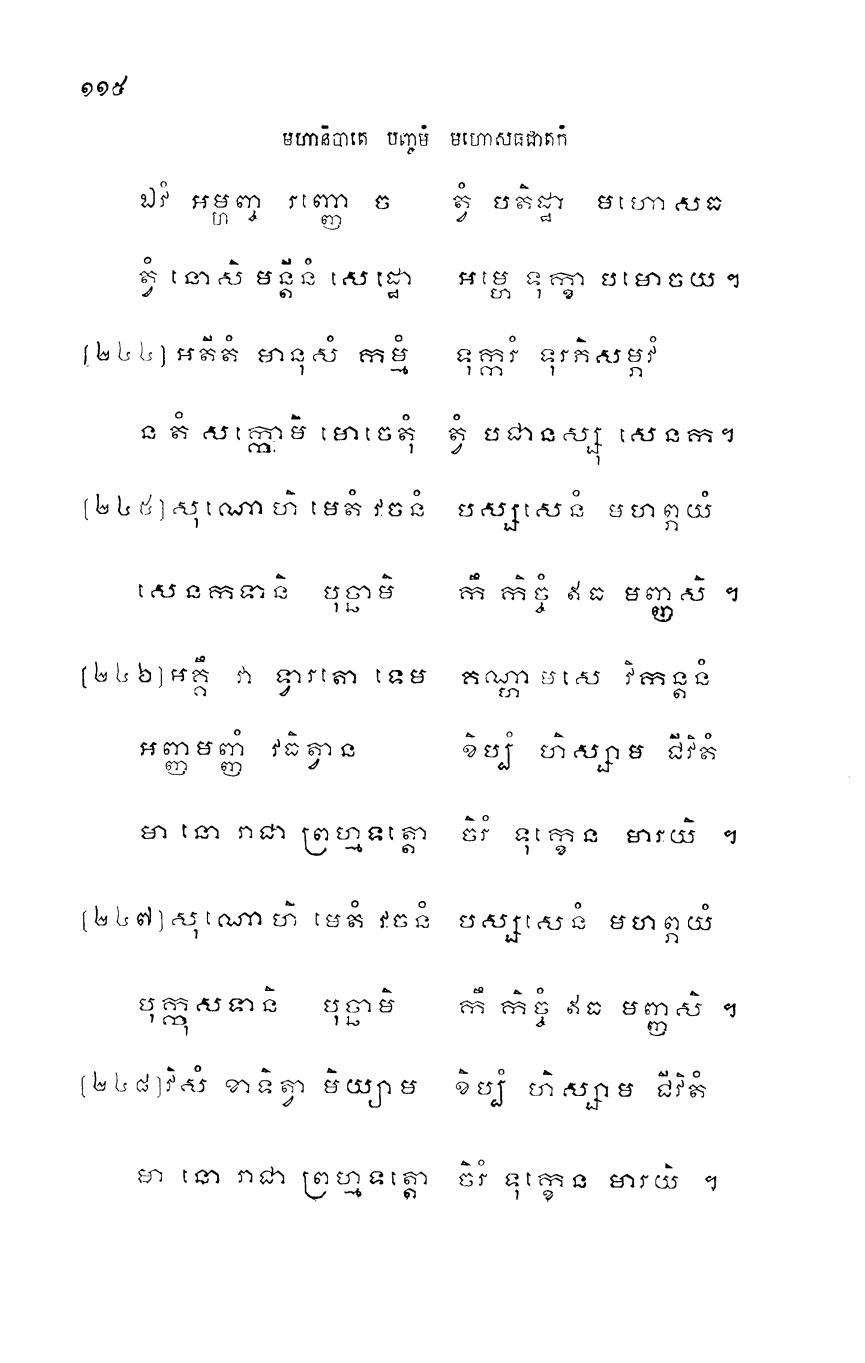 ១១៥
មហានិបាតេ បញ្ចមំ មហោសធជាតកំ
ឯវំ អម្ហញ្ច រញ្ញោ ច ត្វំ បតិដ្ឋា មហោសធ
ត្វំ នោសិ មន្តីនំ សេដ្ឋោ អម្ហេ ទុក្ខា បមោចយ ។
(២៤៤) អតីតំ មានុសំ កម្មំ ទុក្ករំ ទុរភិសម្ភវំ
ន តំ សក្កោមិ មោចេតុំ ត្វំ បជានស្សុ សេនក ។
(២៤៥) សុណោហិ មេតំ វចនំ បស្សសេនំ មហព្ភយំ
សេនកទានិ បុច្ឆាមិ កឹ កិច្ចំ ឥធ មញ្ញសិ ។
(២៤៦) អគ្គឹ វា ទ្វារតោ ទេម គណ្ហាមសេ វិកន្តនំ
អញ្ញមញ្ញំ វធិត្វាន ខិប្បំ ហិស្សាម ជីវិតំ
មា នោ រាជា ព្រហ្មទត្តោ ចិរំ ទុក្ខេន មារយិ ។
(២៤៧) សុណោហិ មេតំ វចនំ បស្សសេនំ មហព្ភយំ
បុក្កុសទានិ បុច្ឆាមិ កឹ កិច្ចំ ឥធ មញ្ញសិ ។
(២៤៨) វិសំ ខាទិត្វា មិយ្យាម ខិប្បំ ហិស្សាម ជីវិតំ
មា នោ រាជា ព្រហ្មទត្តោ ចិរំ ទុក្ខេន មារយិ ។